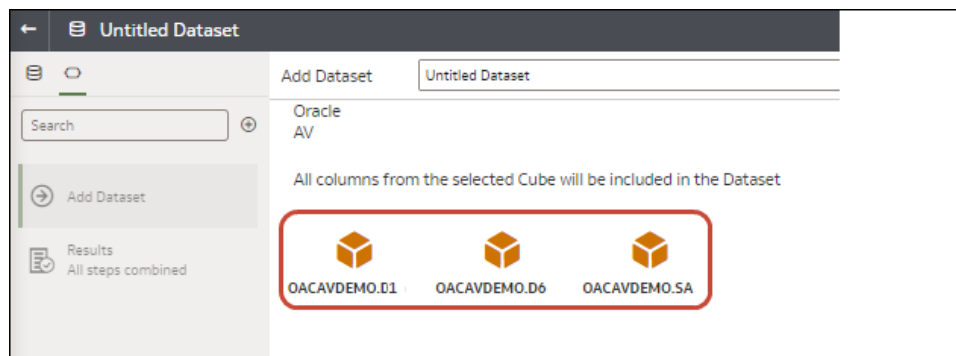 Untitled Dataset
Add Dataset
Untitled Dataset
Oracle
AV
Search
All columns from the selected Cube will be included in the Dataset
Add Dataset
Results
All steps combined
OACAVDEMO.D1
OACAVDEMO.D6
OACAVDEMO.SA